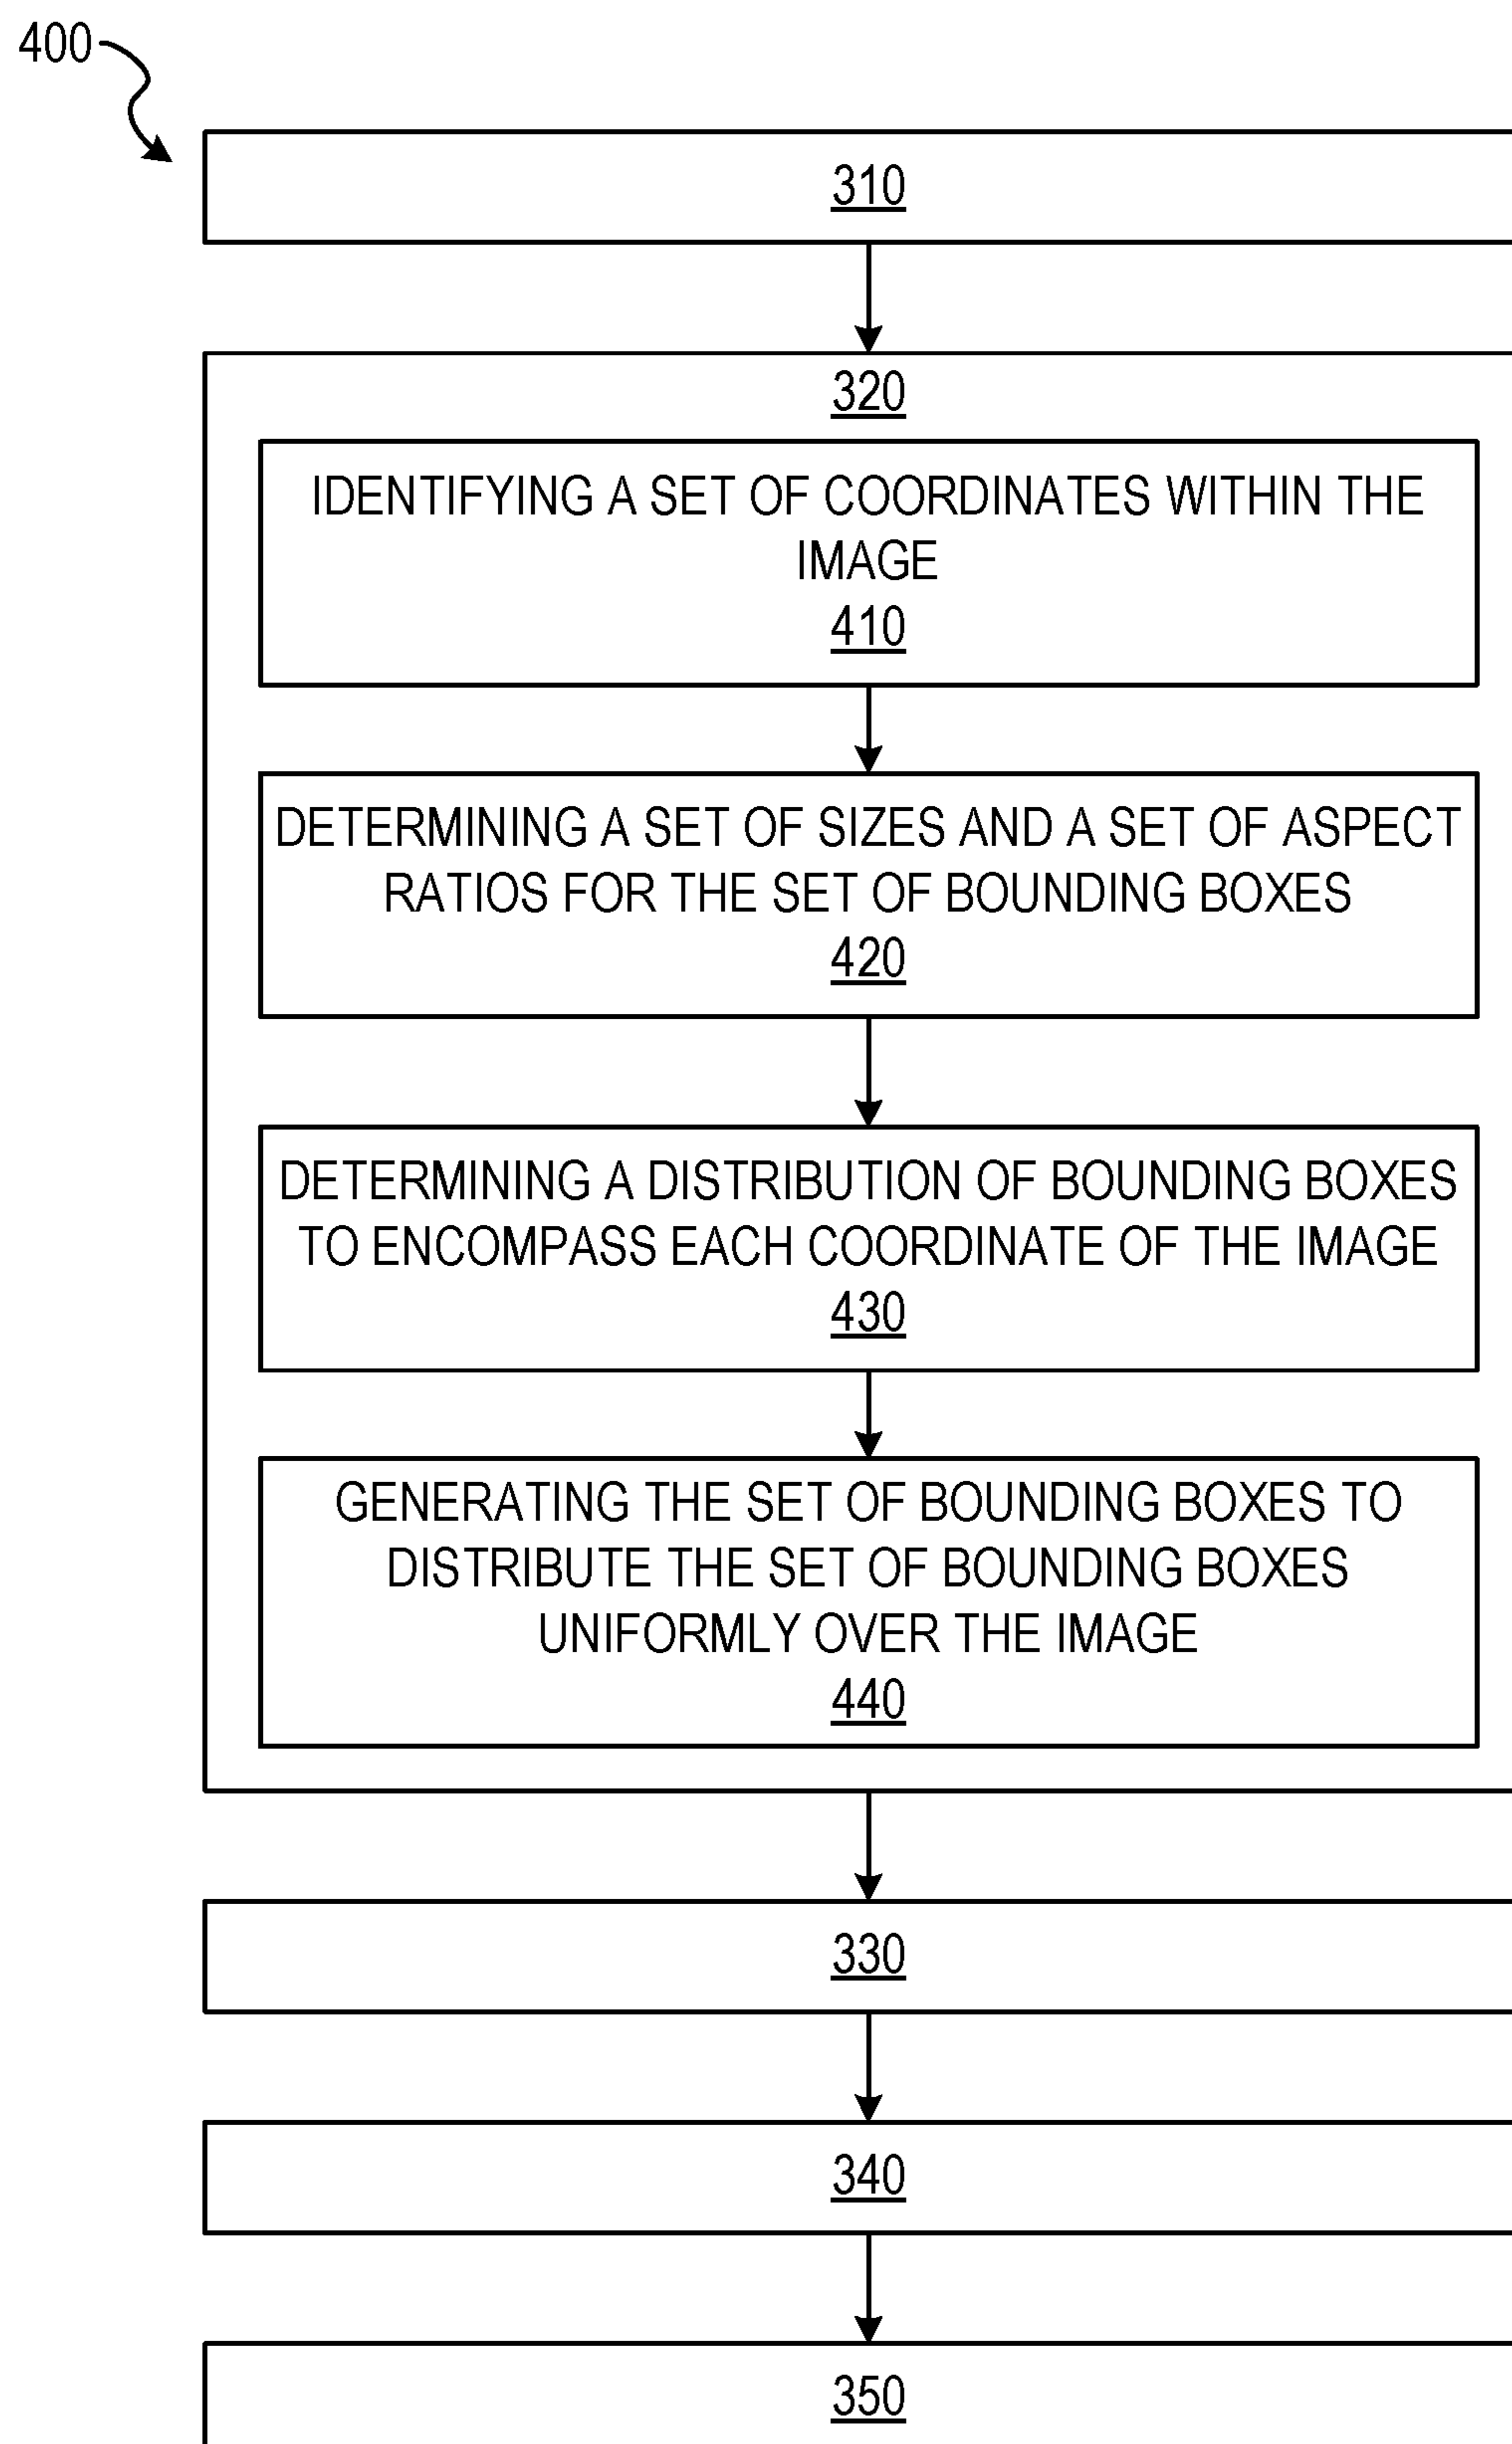 400
310
320
IDENTIFYING A SET OF COORDINATES WITHIN THE
IMAGE
410
DETERMINING A SET OF SIZES AND A SET OF ASPECT
RATIOS FOR THE SET OF BOUNDING BOXES
420
DETERMINING A DISTRIBUTION OF BOUNDING BOXES
TO ENCOMPASS EACH COORDINATE OF THE IMAGE
430
GENERATING THE SET OF BOUNDING BOXES TO
DISTRIBUTE THE SET OF BOUNDING BOXES
UNIFORMLY OVER THE IMAGE
440
330
340
350